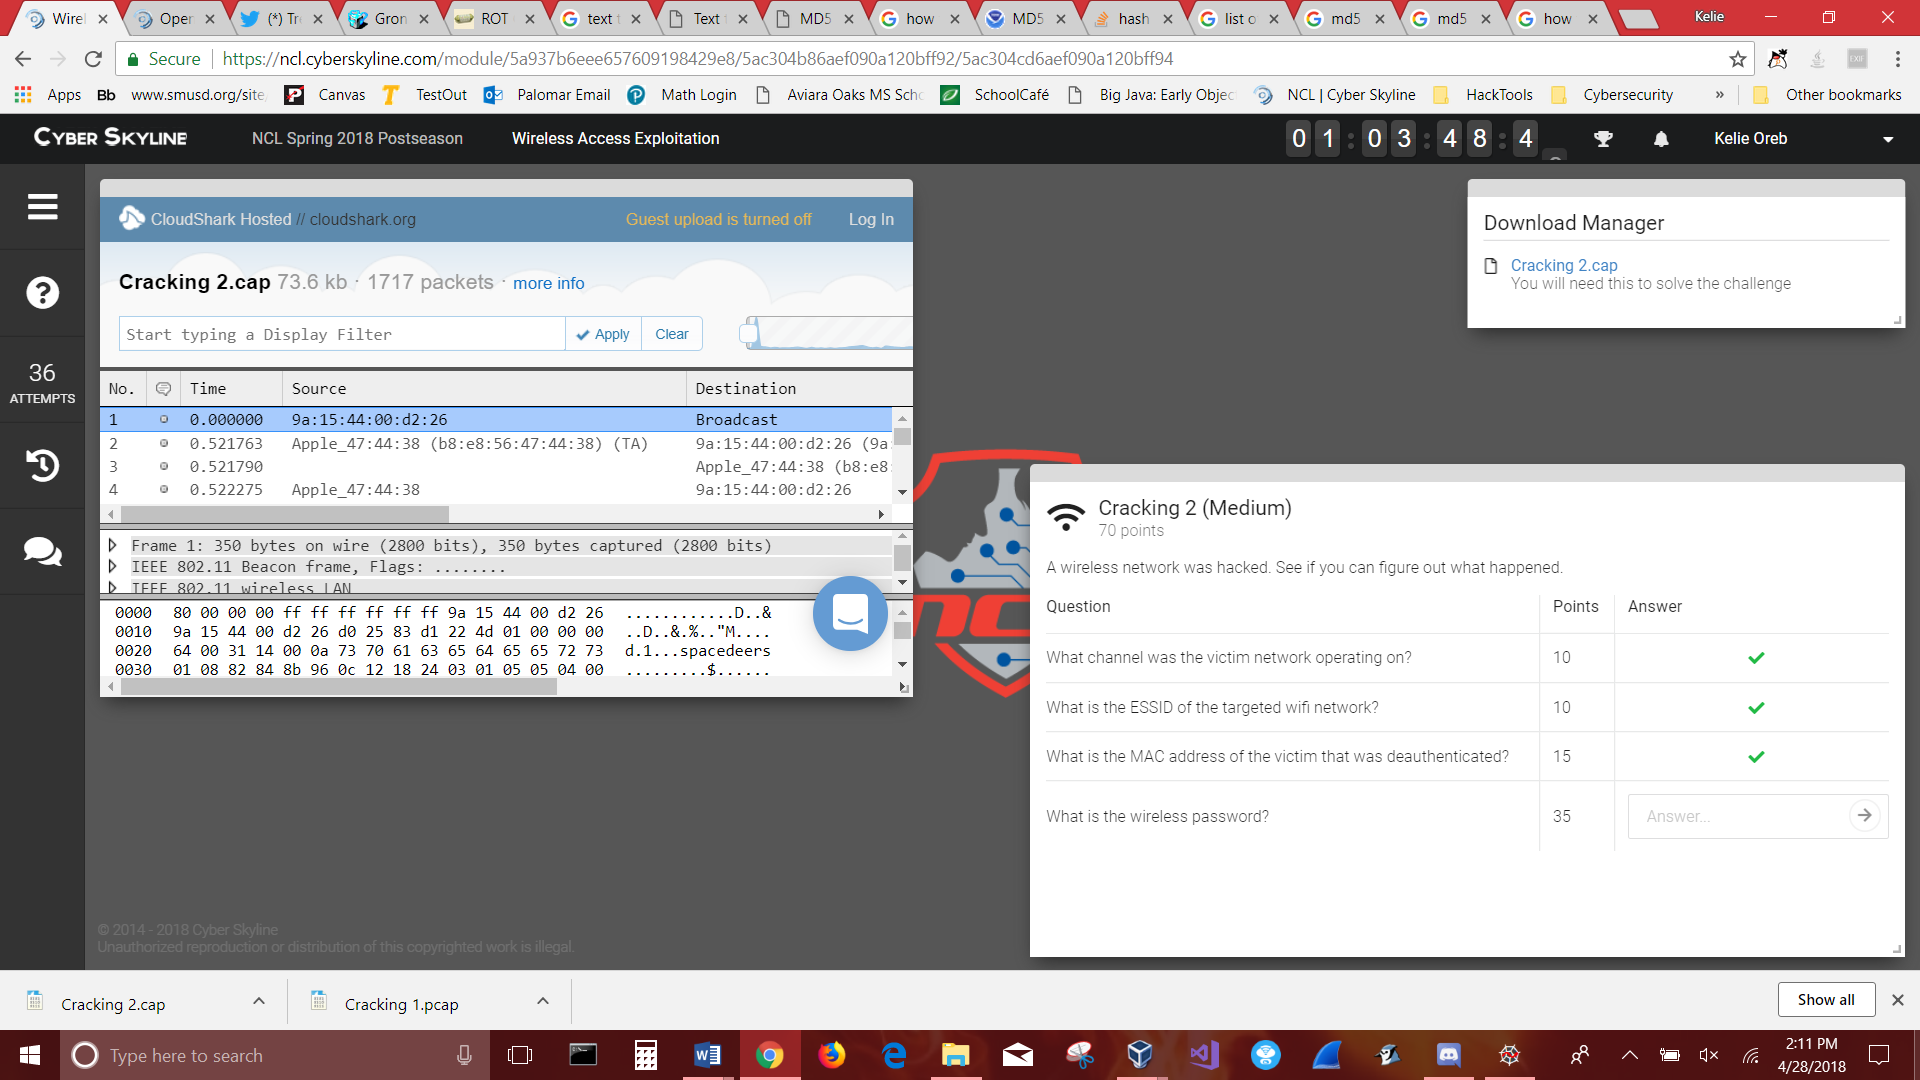 Wirel
Oper
(*) Tr
Gron
ROT
text t
Text t
MD5
how
MD5
hash
list o
md5
md5
how
Kelie
Secure
https://ncl.cyberskyline.com/module/5a937b6eee657609198429e8/5ac304b86aef090a120bff92/5ac304cd6aef090a120bff94
Apps
Bb
www.smusd.org/site
Canvas
TestOut
Palomar Email
Math Login
Aviara Oaks MS Sch
SchoolCafé
Big Java: Early Objec
NCL | Cyber Skyline
HackTools
Cybersecurity
»
Other bookmarks
CYBER SKYLINE
NCL Spring 2018 Postseason
Wireless Access Exploitation
01:03:48:4
Kelie Oreb
36
ATTEMPTS
CloudShark Hosted // cloudshark.org
Guest upload is turned off
Log In
Cracking 2.cap 73.6 kb · 1717 packets · more info
Start typing a Display Filter
Apply
Clear
No. Time Source Destination
1 0.000000 9a:15:44:00:d2:26 Broadcast
2 0.521763 Apple_47:44:38 (b8:e8:56:47:44:38) (TA) 9a:15:44:00:d2:26 (9a:
3 0.521790 Apple_47:44:38 (b8:e8:
4 0.522275 Apple_47:44:38 9a:15:44:00:d2:26
Frame 1: 350 bytes on wire (2800 bits), 350 bytes captured (2800 bits)
IEEE 802.11 Beacon frame, Flags: ........
IEEE 802.11 wireless LAN
0000 80 00 00 00 ff ff ff ff ff ff 9a 15 44 00 d2 26 ............D..&
0010 9a 15 44 00 d2 26 d0 25 83 d1 22 4d 01 00 00 00 ..D..&.%.."M....
0020 64 00 31 14 00 0a 73 70 61 63 65 64 65 65 72 73 d.1...spacedeers
0030 01 08 82 84 8b 96 0c 12 18 24 03 01 05 05 04 00 .........$......
Download Manager
Cracking 2.cap
You will need this to solve the challenge
Cracking 2 (Medium)
70 points
A wireless network was hacked. See if you can figure out what happened.
Question Points Answer
What channel was the victim network operating on? 10
What is the ESSID of the targeted wifi network? 10
What is the MAC address of the victim that was deauthenticated? 15
What is the wireless password? 35 Answer...
© 2014 - 2018 Cyber Skyline
Unauthorized reproduction or distribution of this copyrighted work is illegal.
Cracking 2.cap
Cracking 1.pcap
Show all
Type here to search
2:11 PM
4/28/2018